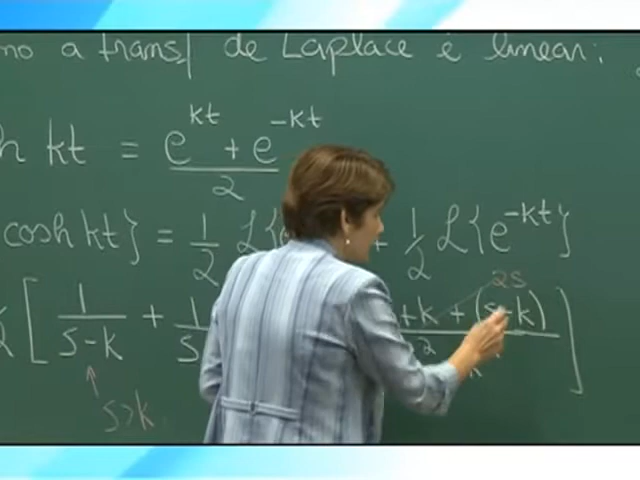 mo a transf de Laplace é linear:
h kt = e^{kt} + e^{-kt} / 2
cosh kt} = 1/2 L{e + 1/2 L{e^{-kt}}
2s
[ 1/(s-k) + 1/s + k + (s-k) / 2 ]
s>k